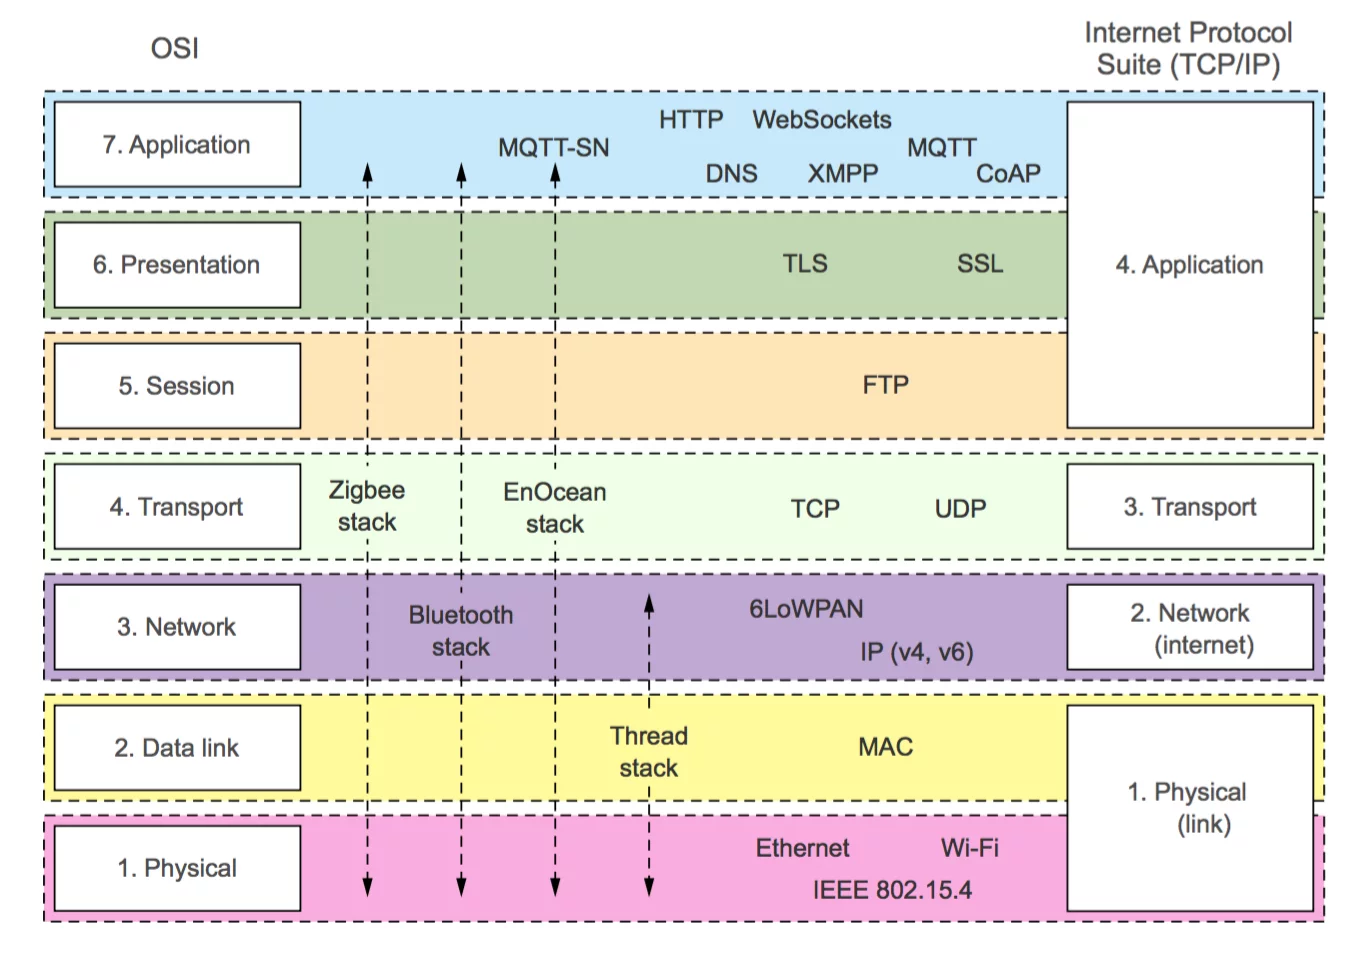 OSI
Internet Protocol
Suite (TCP/IP)
7. Application
HTTP WebSockets
MQTT-SN
MQTT
DNS XMPP CoAP
6. Presentation
TLS SSL
4. Application
5. Session
FTP
4. Transport
Zigbee
stack
EnOcean
stack
TCP UDP
3. Transport
3. Network
Bluetooth
stack
6LoWPAN
IP (v4, v6)
2. Network
(internet)
2. Data link
Thread
stack
MAC
1. Physical
(link)
1. Physical
Ethernet Wi-Fi
IEEE 802.15.4